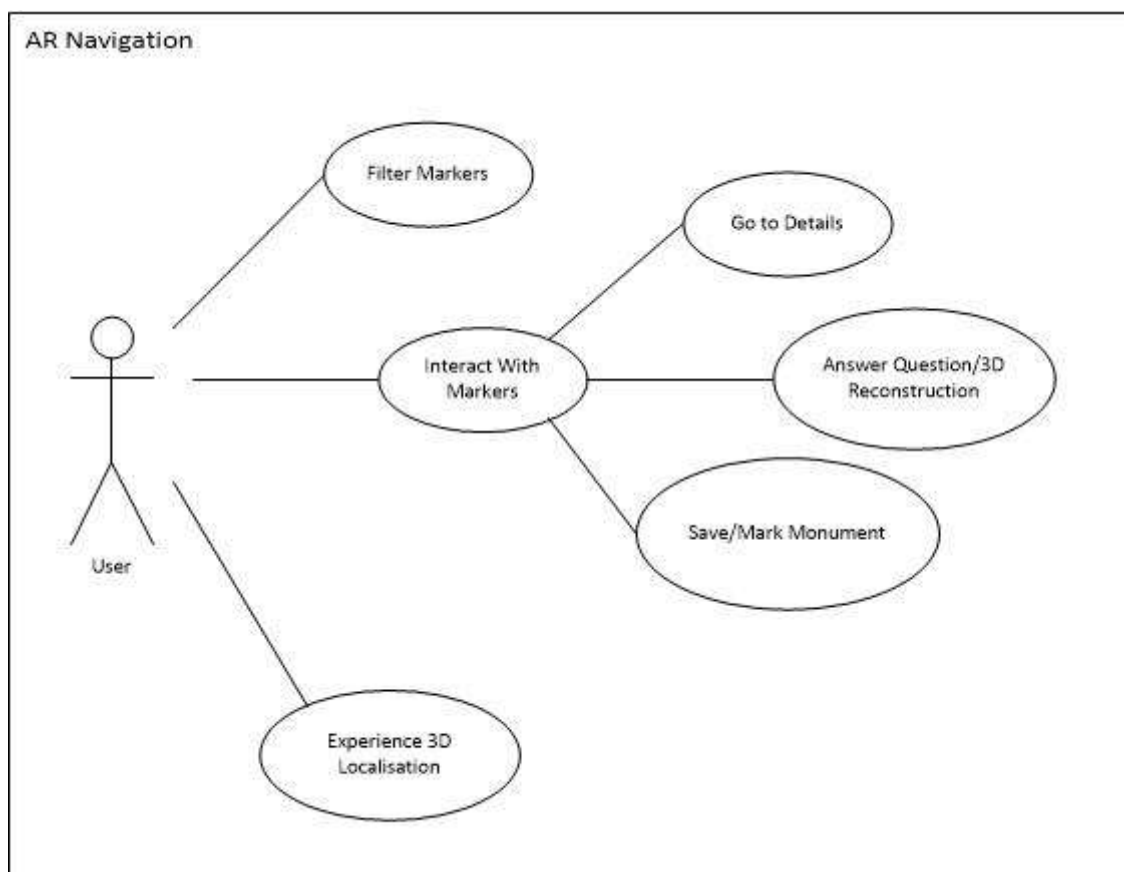 AR Navigation
Filter Markers
Go to Details
Interact With
Markers
Answer Question/3D
Reconstruction
Save/Mark Monument
User
Experience 3D
Localisation